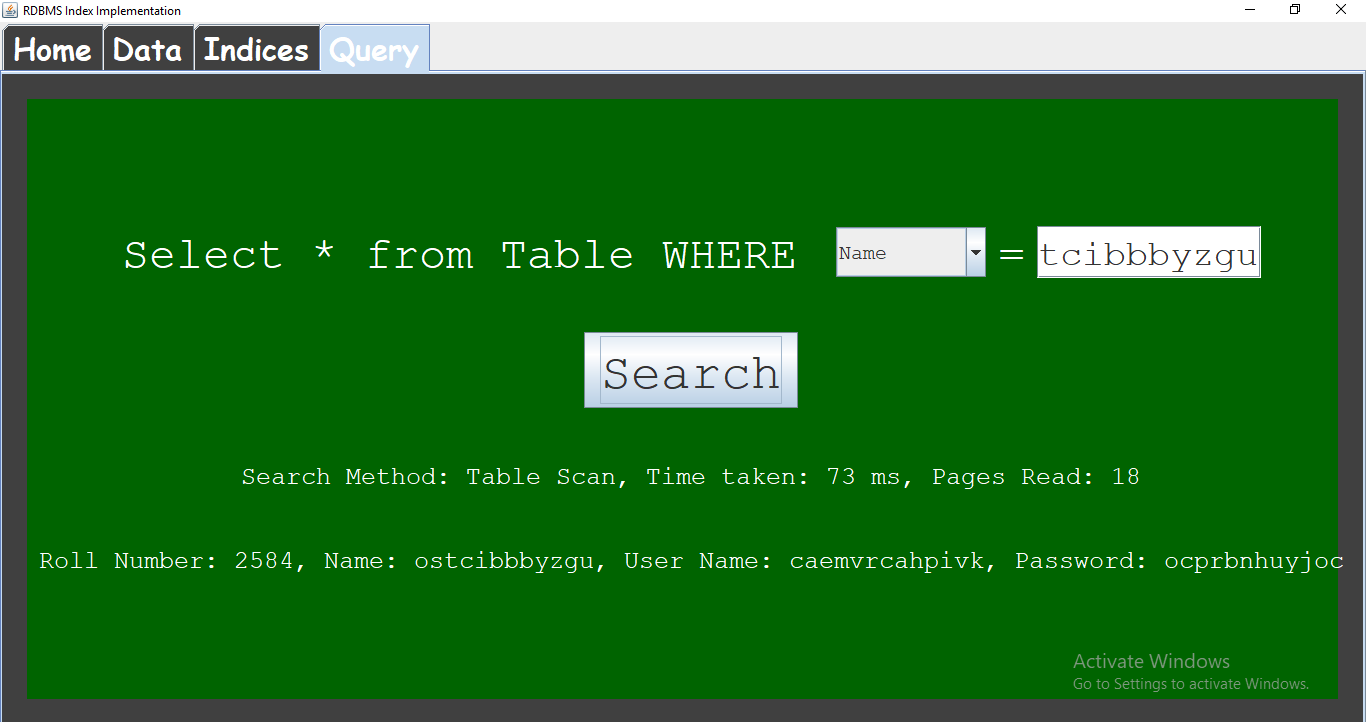 RDBMS Index Implementation
Home Data Indices Query
Select * from Table WHERE Name = tcibbbyzgu
Search
Search Method: Table Scan, Time taken: 73 ms, Pages Read: 18
Roll Number: 2584, Name: ostcibbbyzgu, User Name: caemvrcahpivk, Password: ocprbnhuyjoc
Activate Windows
Go to Settings to activate Windows.